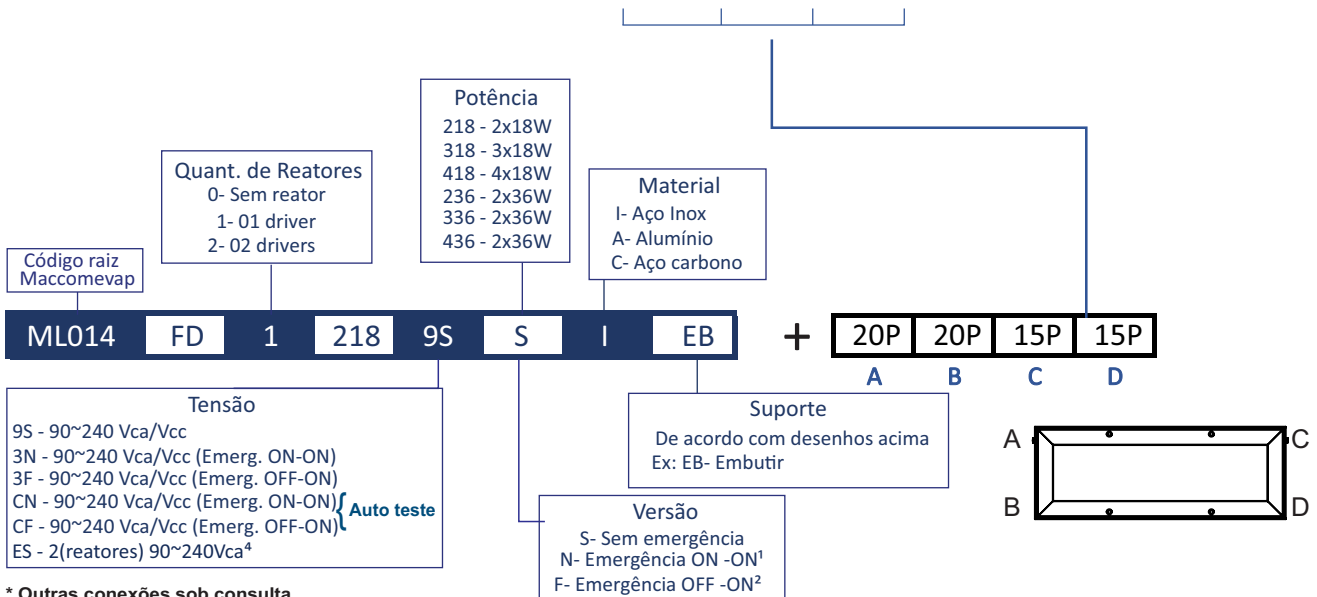 Potência
218 - 2x18W
318 - 3x18W
418 - 4x18W
236 - 2x36W
336 - 2x36W
436 - 2x36W
Quant. de Reatores
0- Sem reator
1- 01 driver
2- 02 drivers
Material
I- Aço Inox
A- Alumínio
C- Aço carbono
Código raiz
Maccomevap
ML014 FD 1 218 9S S I EB + 20P 20P 15P 15P
A B C D
Tensão
9S - 90~240 Vca/Vcc
3N - 90~240 Vca/Vcc (Emerg. ON-ON)
3F - 90~240 Vca/Vcc (Emerg. OFF-ON)
CN - 90~240 Vca/Vcc (Emerg. ON-ON)
CF - 90~240 Vca/Vcc (Emerg. OFF-ON)
{ Auto teste
ES - 2(reatores) 90~240Vca⁴
Suporte
De acordo com desenhos acima
Ex: EB- Embutir
Versão
S- Sem emergência
N- Emergência ON -ON¹
F- Emergência OFF -ON²
A C
B D
* Outras conexões sob consulta